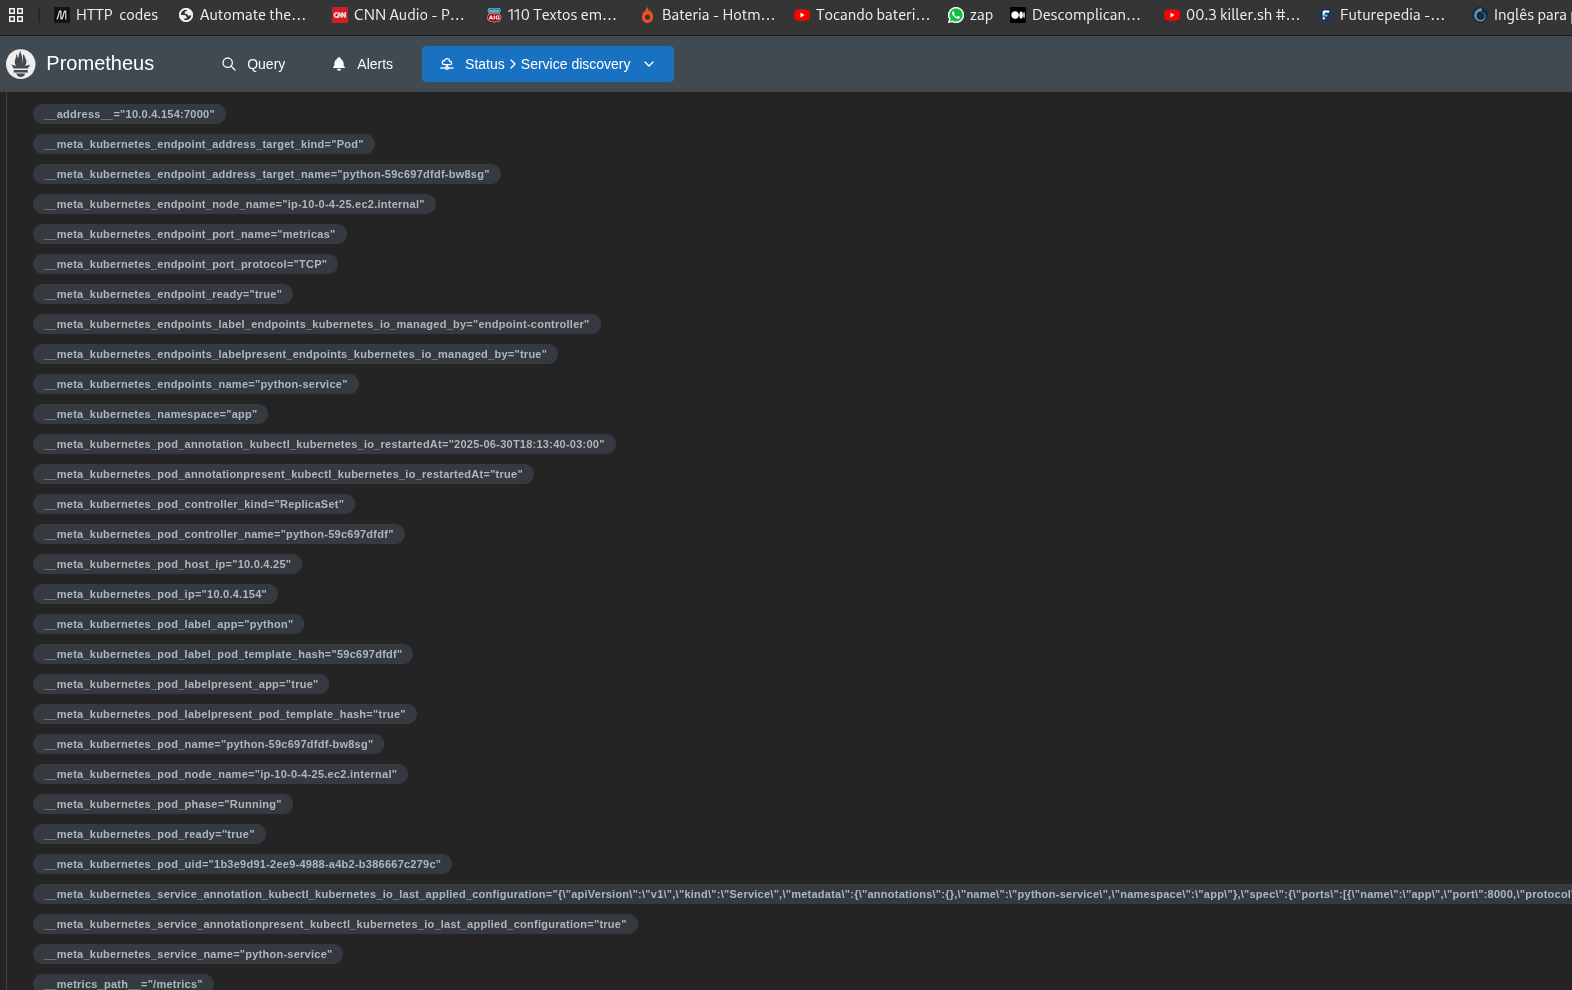 HTTP codes Automate the... CNN Audio - P... 110 Textos em... Bateria - Hotm... Tocando bateri... zap Descomplican... 00.3 killer.sh #... Futurepedia -... Inglês para
Prometheus Query Alerts Status > Service discovery
__address__="10.0.4.154:7000"
__meta_kubernetes_endpoint_address_target_kind="Pod"
__meta_kubernetes_endpoint_address_target_name="python-59c697dfdf-bw8sg"
__meta_kubernetes_endpoint_node_name="ip-10-0-4-25.ec2.internal"
__meta_kubernetes_endpoint_port_name="metricas"
__meta_kubernetes_endpoint_port_protocol="TCP"
__meta_kubernetes_endpoint_ready="true"
__meta_kubernetes_endpoints_label_endpoints_kubernetes_io_managed_by="endpoint-controller"
__meta_kubernetes_endpoints_labelpresent_endpoints_kubernetes_io_managed_by="true"
__meta_kubernetes_endpoints_name="python-service"
__meta_kubernetes_namespace="app"
__meta_kubernetes_pod_annotation_kubectl_kubernetes_io_restartedAt="2025-06-30T18:13:40-03:00"
__meta_kubernetes_pod_annotationpresent_kubectl_kubernetes_io_restartedAt="true"
__meta_kubernetes_pod_controller_kind="ReplicaSet"
__meta_kubernetes_pod_controller_name="python-59c697dfdf"
__meta_kubernetes_pod_host_ip="10.0.4.25"
__meta_kubernetes_pod_ip="10.0.4.154"
__meta_kubernetes_pod_label_app="python"
__meta_kubernetes_pod_label_pod_template_hash="59c697dfdf"
__meta_kubernetes_pod_labelpresent_app="true"
__meta_kubernetes_pod_labelpresent_pod_template_hash="true"
__meta_kubernetes_pod_name="python-59c697dfdf-bw8sg"
__meta_kubernetes_pod_node_name="ip-10-0-4-25.ec2.internal"
__meta_kubernetes_pod_phase="Running"
__meta_kubernetes_pod_ready="true"
__meta_kubernetes_pod_uid="1b3e9d91-2ee9-4988-a4b2-b386667c279c"
__meta_kubernetes_service_annotation_kubectl_kubernetes_io_last_applied_configuration="{\"apiVersion\":\"v1\",\"kind\":\"Service\",\"metadata\":{\"annotations\":{},\"name\":\"python-service\",\"namespace\":\"app\"},\"spec\":{\"ports\":[{\"name\":\"app\",\"port\":8000,\"protocol
__meta_kubernetes_service_annotationpresent_kubectl_kubernetes_io_last_applied_configuration="true"
__meta_kubernetes_service_name="python-service"
__metrics_path__="/metrics"